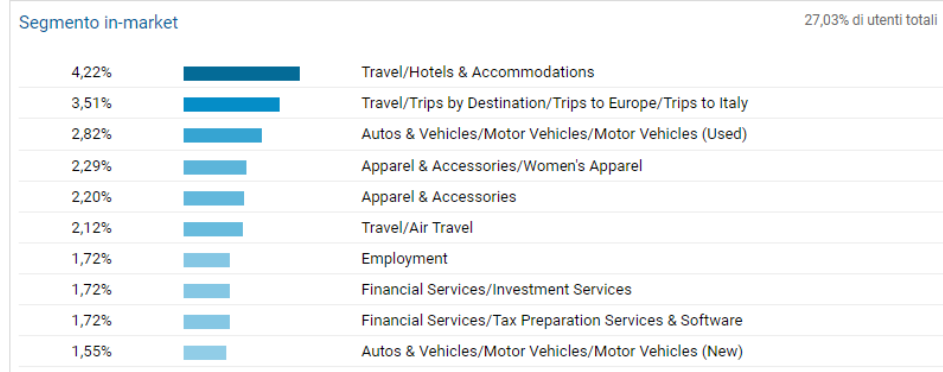 Segmento in-market 27,03% di utenti totali
4,22% Travel/Hotels & Accommodations
3,51% Travel/Trips by Destination/Trips to Europe/Trips to Italy
2,82% Autos & Vehicles/Motor Vehicles/Motor Vehicles (Used)
2,29% Apparel & Accessories/Women's Apparel
2,20% Apparel & Accessories
2,12% Travel/Air Travel
1,72% Employment
1,72% Financial Services/Investment Services
1,72% Financial Services/Tax Preparation Services & Software
1,55% Autos & Vehicles/Motor Vehicles/Motor Vehicles (New)